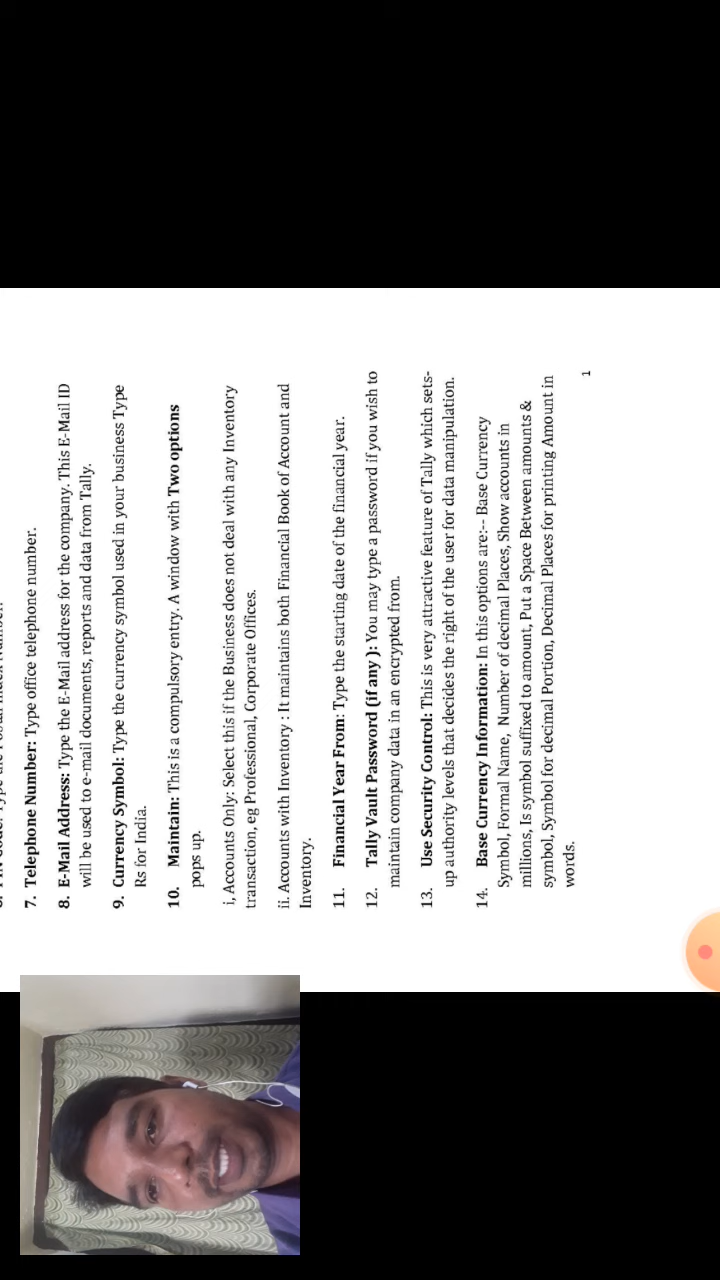 7. Telephone Number: Type office telephone number.
8. E-Mail Address: Type the E-Mail address for the company. This E-Mail ID
will be used to e-mail documents, reports and data from Tally.
9. Currency Symbol: Type the currency symbol used in your business Type
Rs for India.
10. Maintain: This is a compulsory entry. A window with Two options
pops up.
i, Accounts Only: Select this if the Business does not deal with any Inventory
transaction, eg Professional, Corporate Offices.
ii. Accounts with Inventory : It maintains both Financial Book of Account and
Inventory.
11. Financial Year From: Type the starting date of the financial year.
12. Tally Vault Password (if any ): You may type a password if you wish to
maintain company data in an encrypted from.
13. Use Security Control: This is very attractive feature of Tally which sets-
up authority levels that decides the right of the user for data manipulation.
14. Base Currency Information: In this options are:-- Base Currency
Symbol, Formal Name, Number of decimal Places, Show accounts in
millions, Is symbol suffixed to amount, Put a Space Between amounts &
symbol, Symbol for decimal Portion, Decimal Places for printing Amount in
words.
1